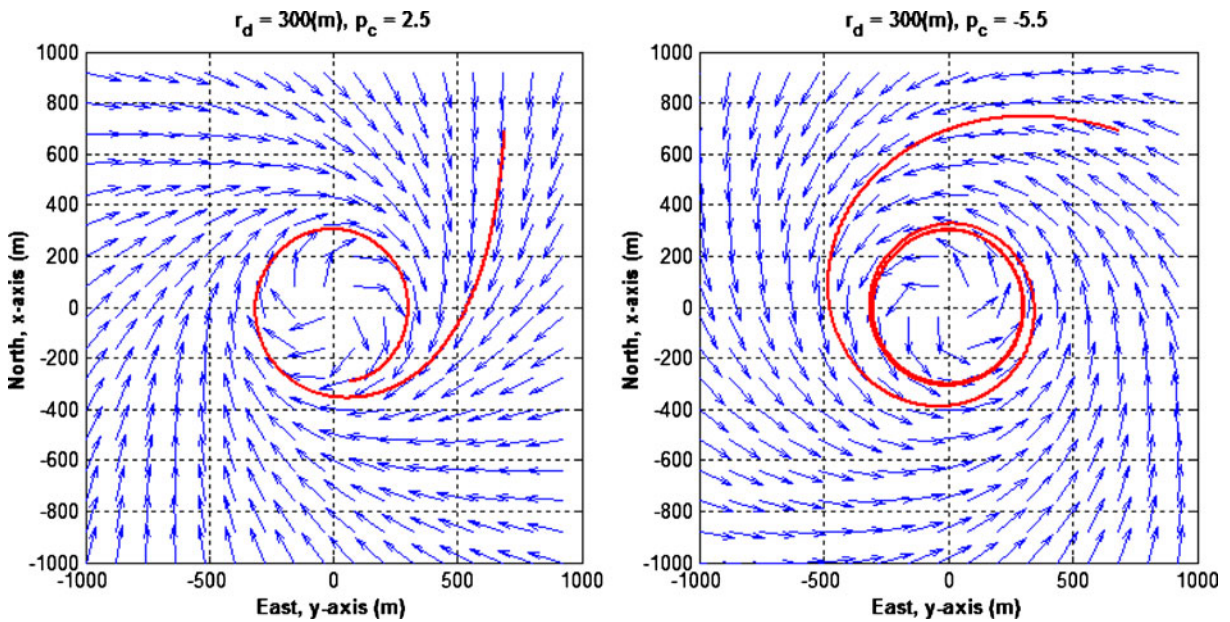 r_d = 300(m), p_c = 2.5
1000
800
600
400
200
0
-200
-400
-600
-800
-1000
North, x-axis (m)
-1000 -500 0 500 1000
East, y-axis (m)
r_d = 300(m), p_c = -5.5
1000
800
600
400
200
0
-200
-400
-600
-800
-1000
North, x-axis (m)
-1000 -500 0 500 1000
East, y-axis (m)